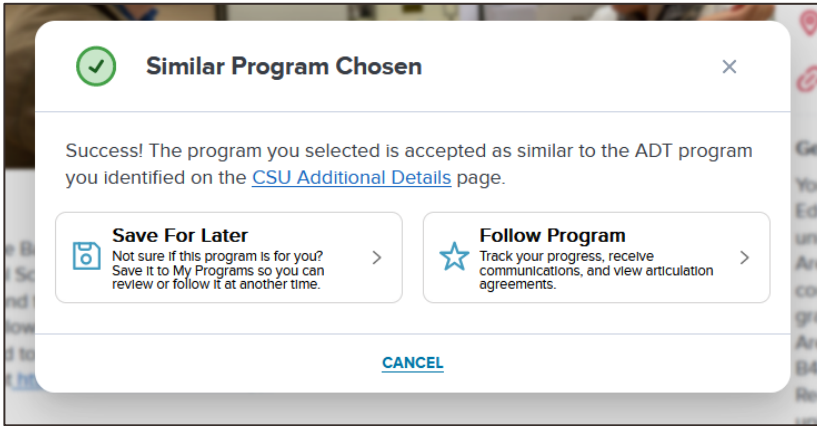 Similar Program Chosen
Success! The program you selected is accepted as similar to the ADT program
you identified on the CSU Additional Details page.
Save For Later
Not sure if this program is for you?
Save it to My Programs so you can
review or follow it at another time.
Follow Program
Track your progress, receive
communications, and view articulation
agreements.
CANCEL